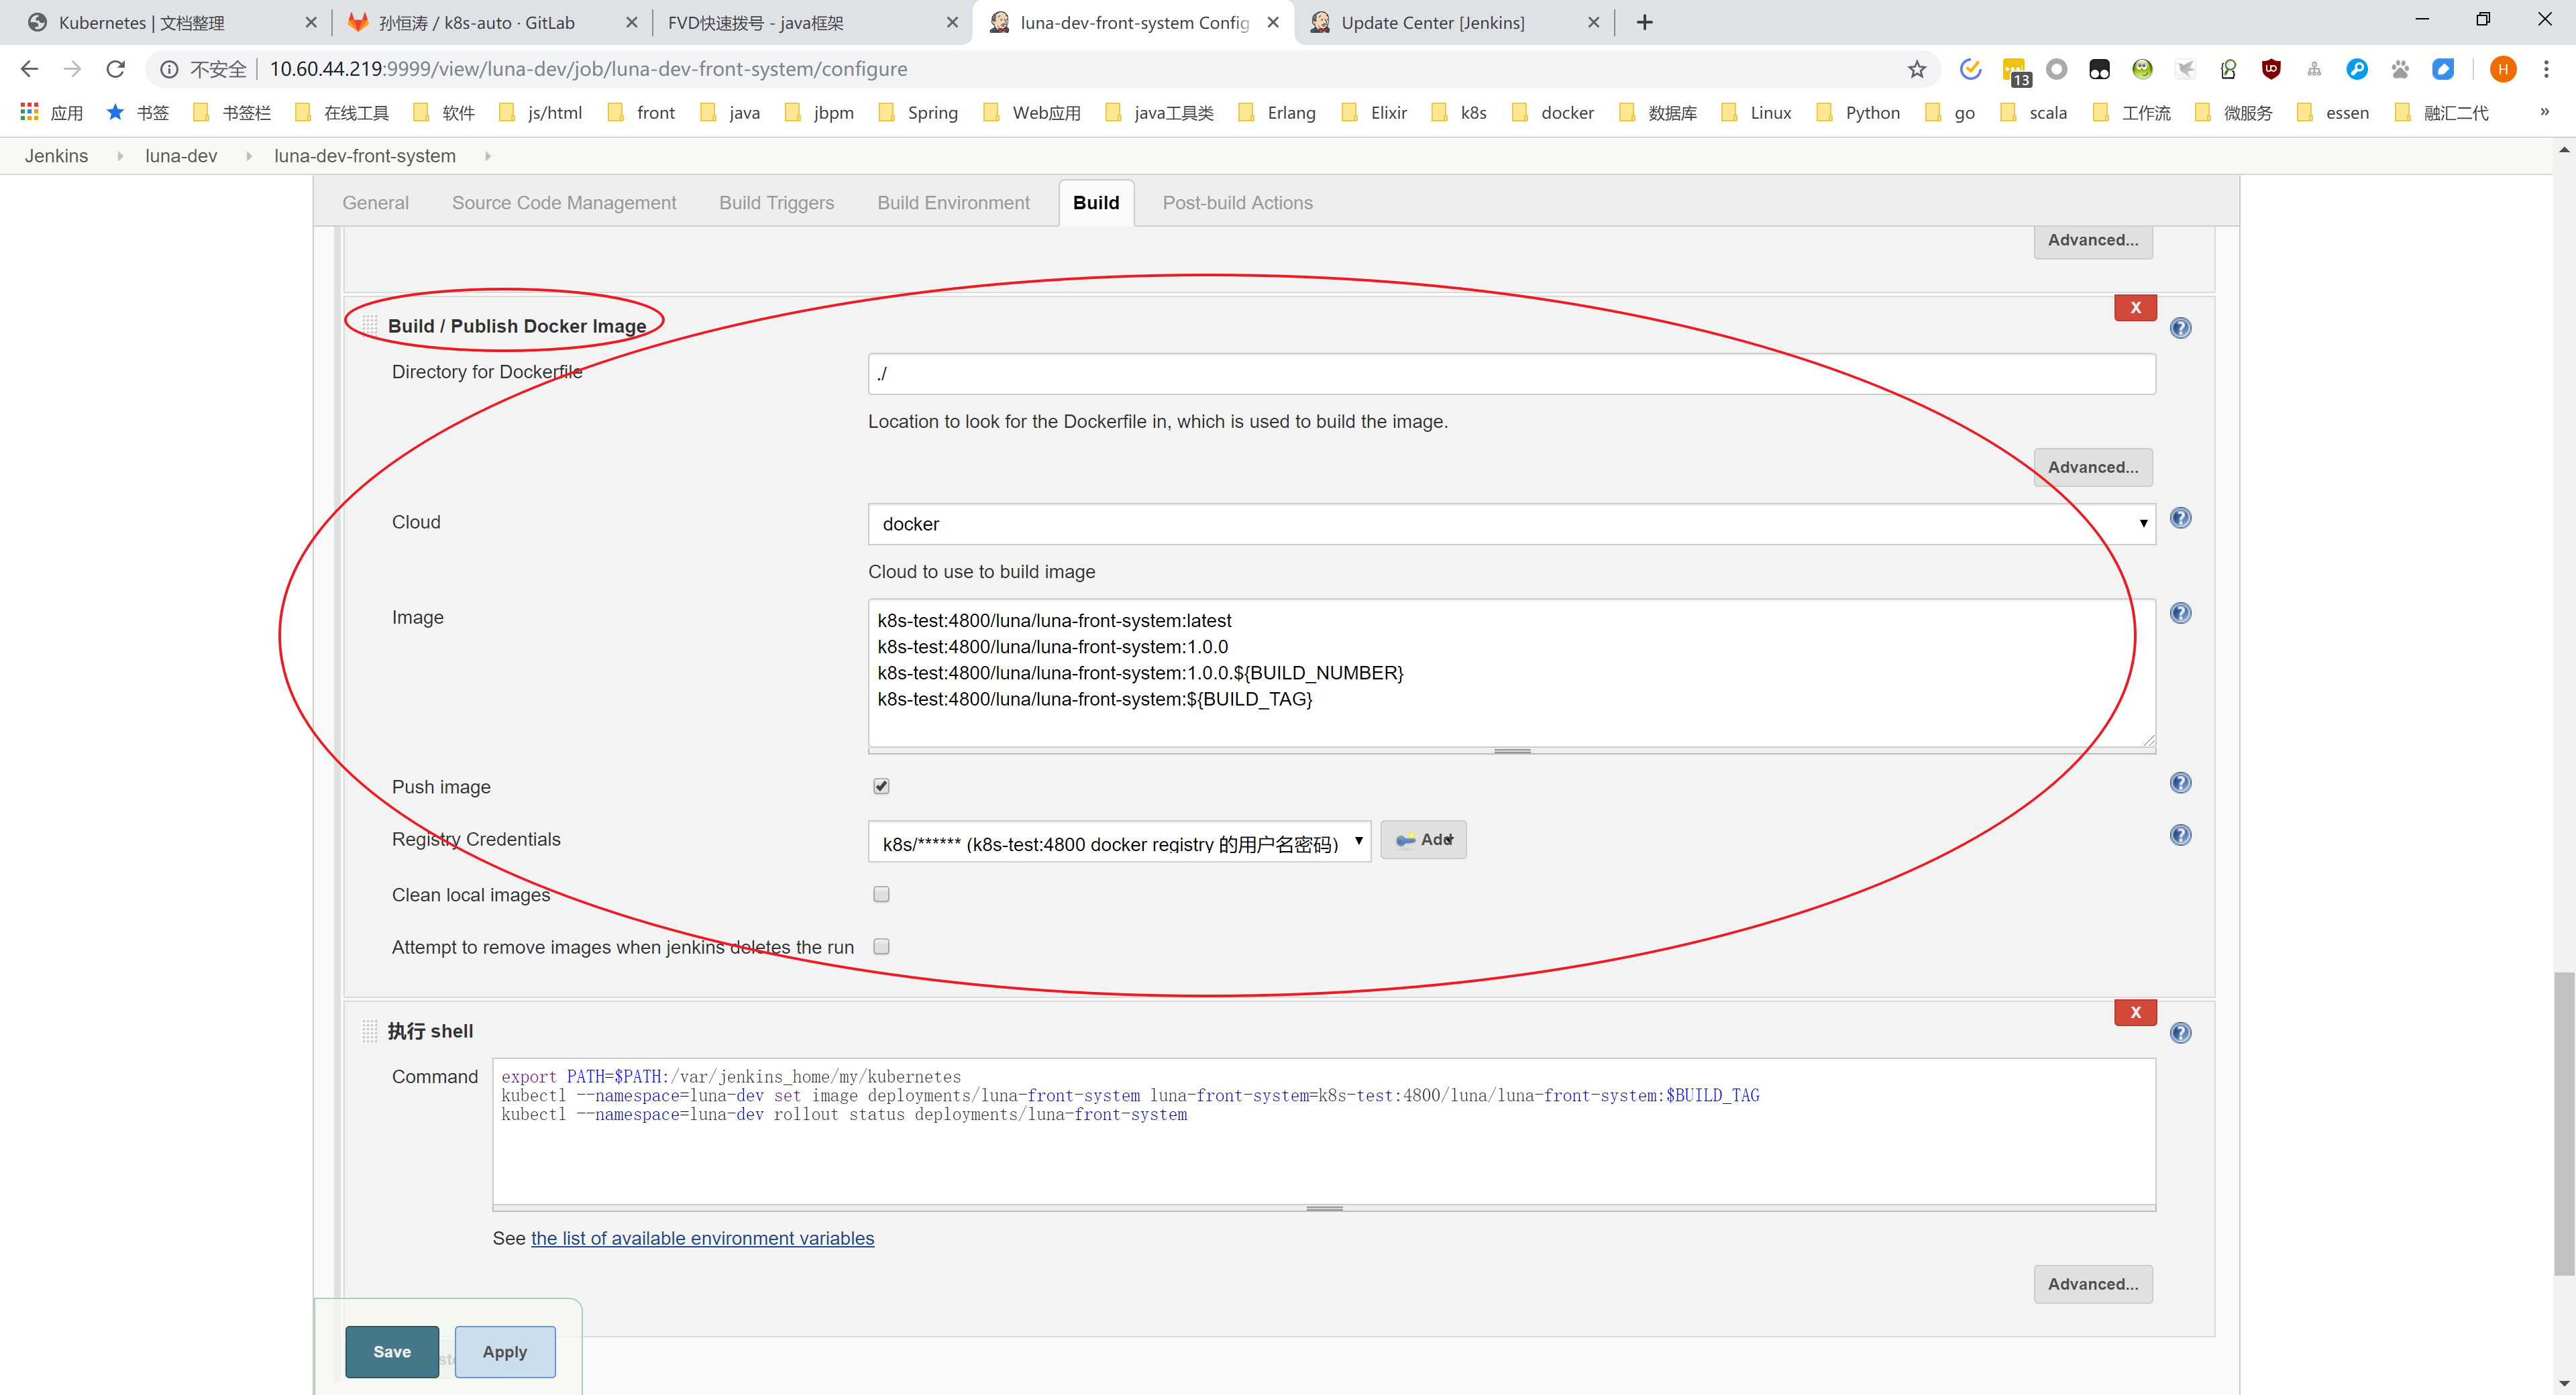 Kubernetes | 文档整理
孙恒涛 / k8s-auto · GitLab
FVD快速拨号 - java框架
luna-dev-front-system Config
Update Center [Jenkins]
不安全 10.60.44.219:9999/view/luna-dev/job/luna-dev-front-system/configure
13
H
应用 书签 书签栏 在线工具 软件 js/html front java jbpm Spring Web应用 java工具类 Erlang Elixir k8s docker 数据库 Linux Python go scala 工作流 微服务 essen 融汇二代 »
Jenkins luna-dev luna-dev-front-system
General Source Code Management Build Triggers Build Environment Build Post-build Actions
Advanced...
X
Build / Publish Docker Image
Directory for Dockerfile ./
Location to look for the Dockerfile in, which is used to build the image.
Advanced...
Cloud docker
Cloud to use to build image
Image
k8s-test:4800/luna/luna-front-system:latest
k8s-test:4800/luna/luna-front-system:1.0.0
k8s-test:4800/luna/luna-front-system:1.0.0.${BUILD_NUMBER}
k8s-test:4800/luna/luna-front-system:${BUILD_TAG}
Push image
Registry Credentials k8s/****** (k8s-test:4800 docker registry 的用户名密码) Add
Clean local images
Attempt to remove images when jenkins deletes the run
X
执行 shell
Command
export PATH=$PATH:/var/jenkins_home/my/kubernetes
kubectl --namespace=luna-dev set image deployments/luna-front-system luna-front-system=k8s-test:4800/luna/luna-front-system:$BUILD_TAG
kubectl --namespace=luna-dev rollout status deployments/luna-front-system
See the list of available environment variables
Advanced...
Save Apply